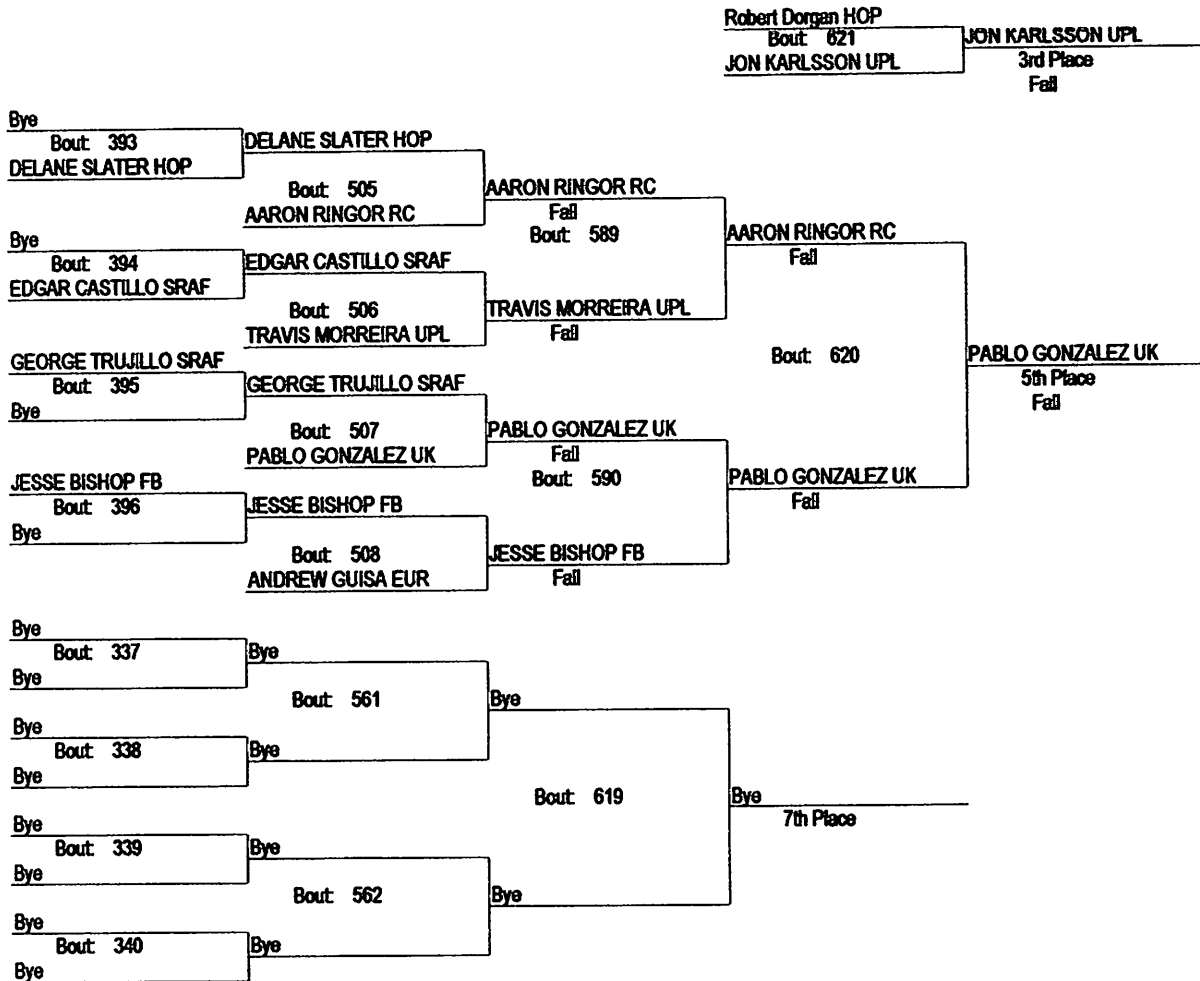 Robert Dorgan HOP
Bout: 621
JON KARLSSON UPL
JON KARLSSON UPL
3rd Place
Fall
Bye
Bout: 393
DELANE SLATER HOP
DELANE SLATER HOP
Bout: 505
AARON RINGOR RC
AARON RINGOR RC
Fall
Bout: 589
Bye
Bout: 394
EDGAR CASTILLO SRAF
EDGAR CASTILLO SRAF
Bout: 506
TRAVIS MORREIRA UPL
TRAVIS MORREIRA UPL
Fall
AARON RINGOR RC
Fall
Bout: 620
PABLO GONZALEZ UK
5th Place
Fall
GEORGE TRUJILLO SRAF
Bout: 395
Bye
GEORGE TRUJILLO SRAF
Bout: 507
PABLO GONZALEZ UK
PABLO GONZALEZ UK
Fall
Bout: 590
PABLO GONZALEZ UK
Fall
JESSE BISHOP FB
Bout: 396
Bye
JESSE BISHOP FB
Bout: 508
ANDREW GUISA EUR
JESSE BISHOP FB
Fall
Bye
Bout: 337
Bye
Bye
Bout: 561
Bye
Bye
Bout: 338
Bye
Bye
Bout: 619
Bye
7th Place
Bye
Bout: 339
Bye
Bye
Bout: 562
Bye
Bye
Bout: 340
Bye
Bye